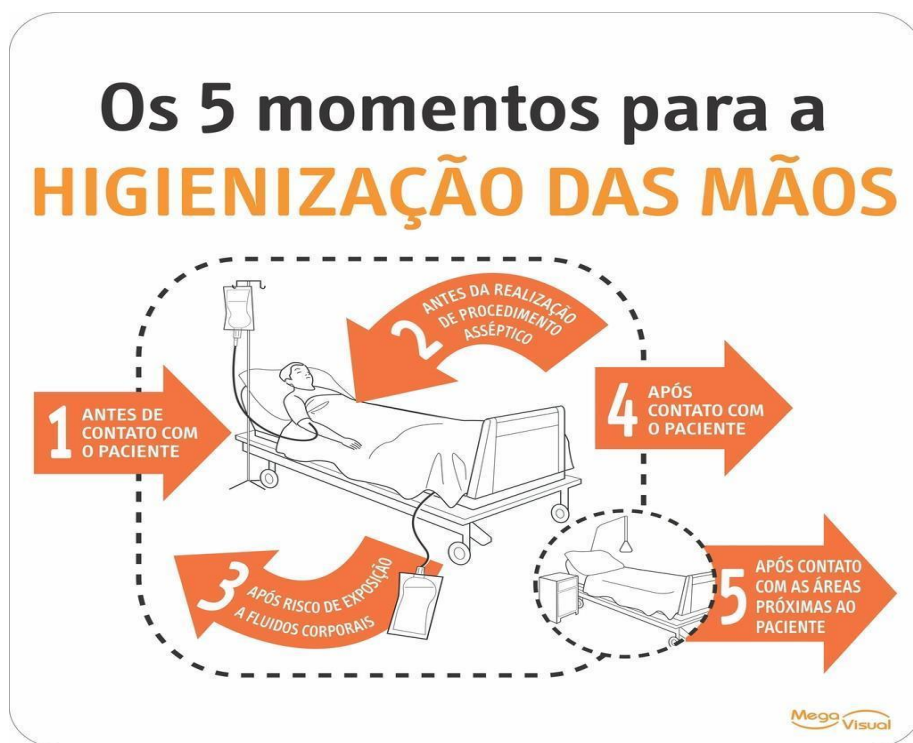 Os 5 momentos para a
HIGIENIZAÇÃO DAS MÃOS
1
ANTES DE
CONTATO COM
O PACIENTE
2
ANTES DA REALIZAÇÃO
DE PROCEDIMENTO
ASSÉPTICO
3
APÓS RISCO DE EXPOSIÇÃO
A FLUIDOS CORPORAIS
4
APÓS
CONTATO COM
O PACIENTE
5
APÓS CONTATO
COM AS ÁREAS
PRÓXIMAS AO
PACIENTE
Mega
Visual